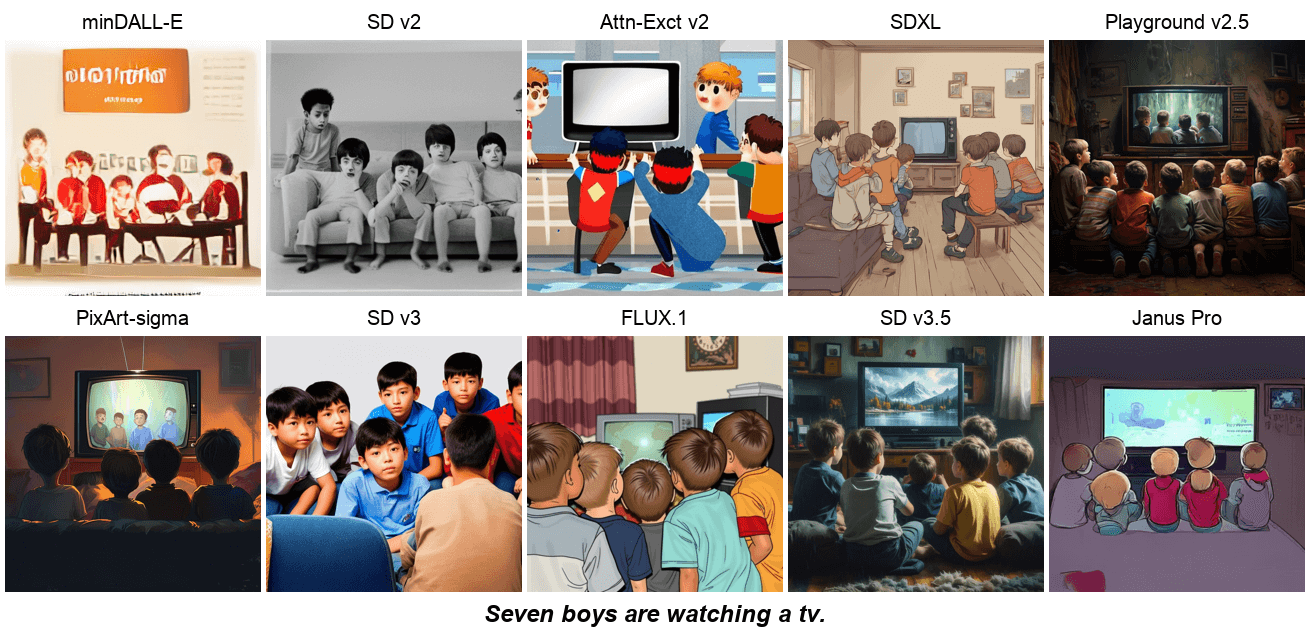 minDALL-E
SD v2
Attn-Exct v2
SDXL
Playground v2.5
PixArt-sigma
SD v3
FLUX.1
SD v3.5
Janus Pro
Seven boys are watching a tv.